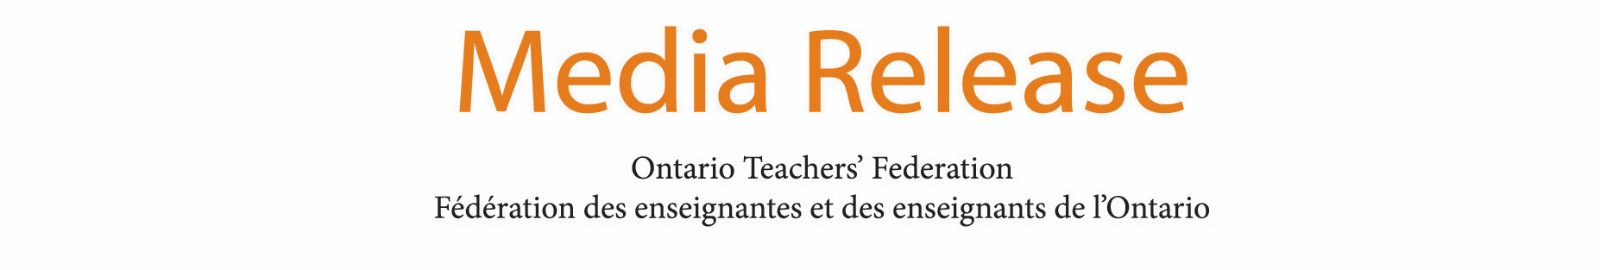 Media Release
Ontario Teachers’ Federation
Fédération des enseignantes et des enseignants de l’Ontario